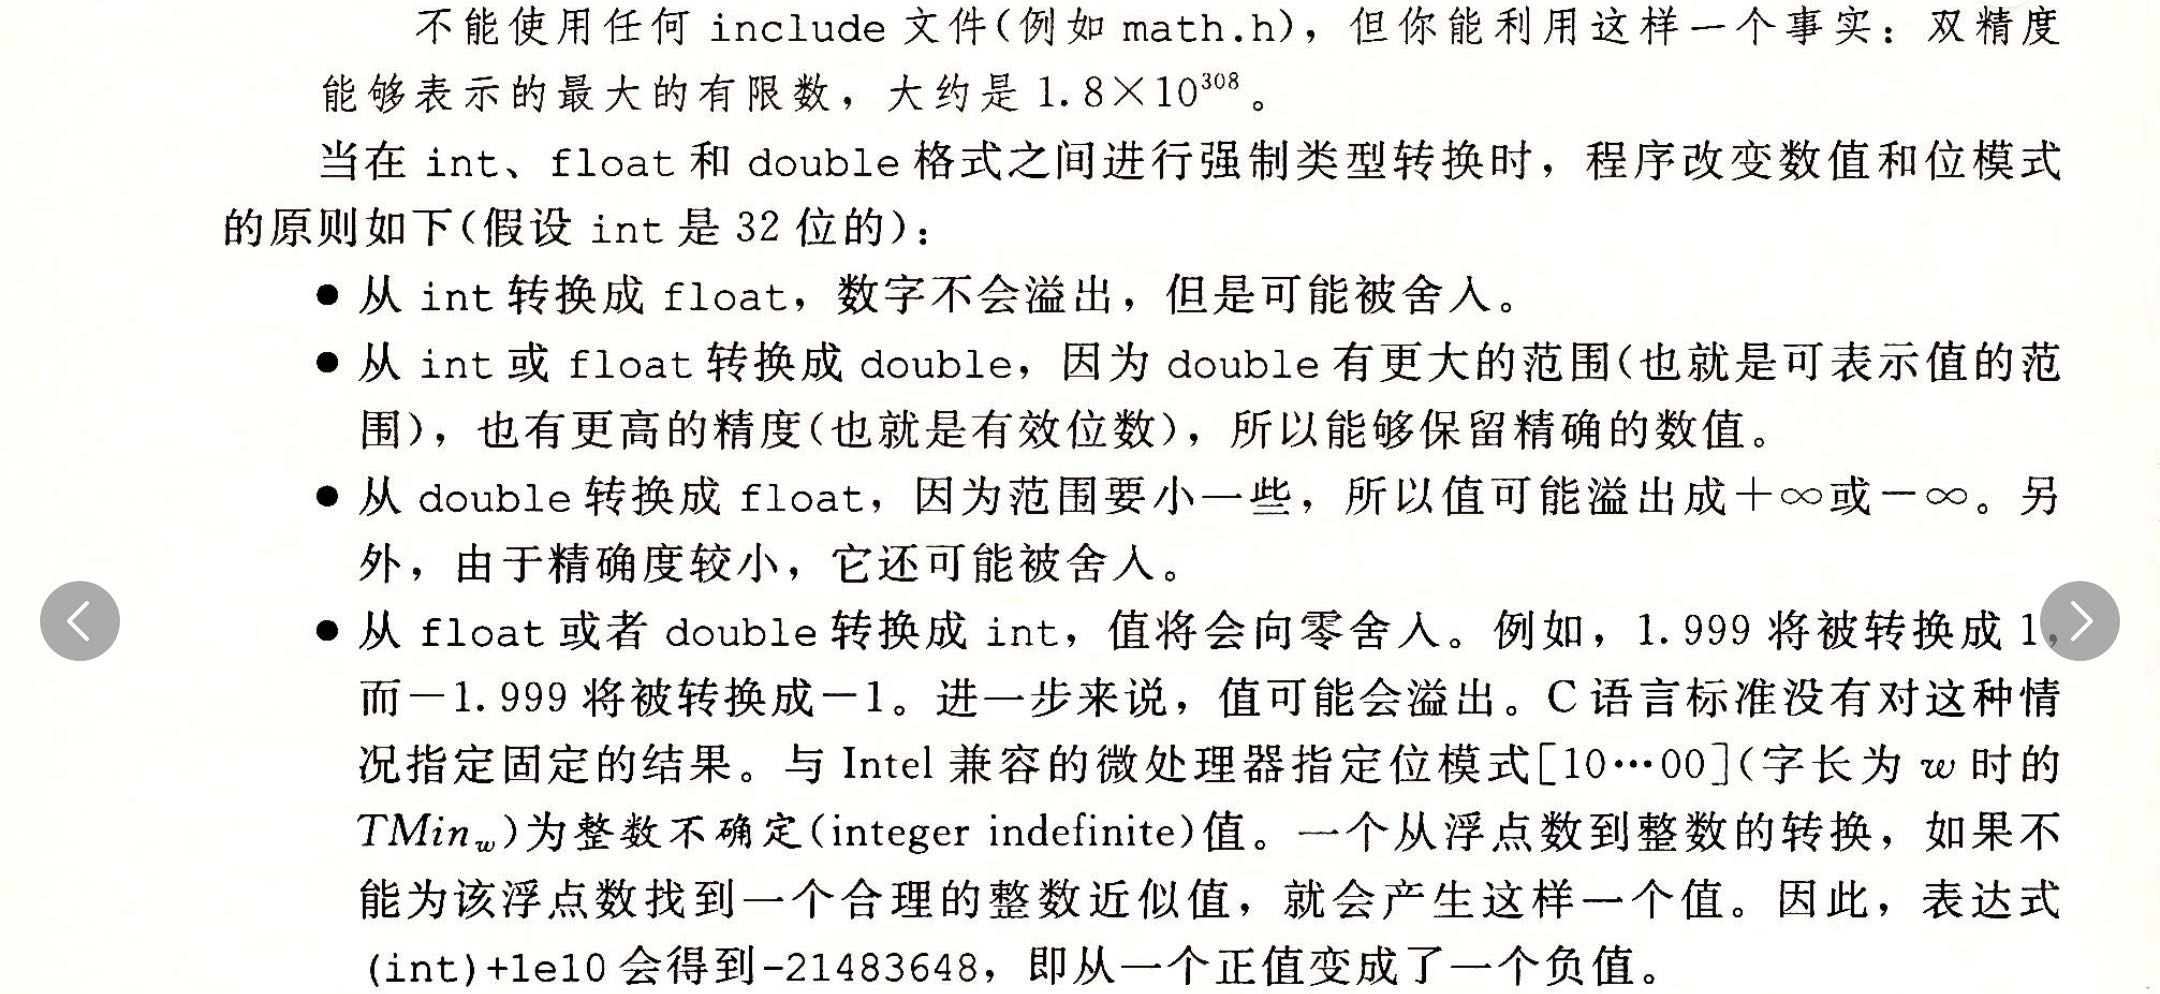 不能使用任何 include 文件(例如 math.h)，但你能利用这样一个事实：双精度
能够表示的最大的有限数，大约是 1.8×10³⁰⁸。
当在 int、float 和 double 格式之间进行强制类型转换时，程序改变数值和位模式
的原则如下(假设 int 是 32 位的)：
● 从 int 转换成 float，数字不会溢出，但是可能被舍入。
● 从 int 或 float 转换成 double，因为 double 有更大的范围(也就是可表示值的范
围)，也有更高的精度(也就是有效位数)，所以能够保留精确的数值。
● 从 double 转换成 float，因为范围要小一些，所以值可能溢出成＋∞或－∞。另
外，由于精确度较小，它还可能被舍入。
● 从 float 或者 double 转换成 int，值将会向零舍入。例如，1.999 将被转换成 1，
而－1.999 将被转换成－1。进一步来说，值可能会溢出。C 语言标准没有对这种情
况指定固定的结果。与 Intel 兼容的微处理器指定位模式[10…00](字长为 w 时的
TMin_w)为整数不确定(integer indefinite)值。一个从浮点数到整数的转换，如果不
能为该浮点数找到一个合理的整数近似值，就会产生这样一个值。因此，表达式
(int)+1e10 会得到-21483648，即从一个正值变成了一个负值。